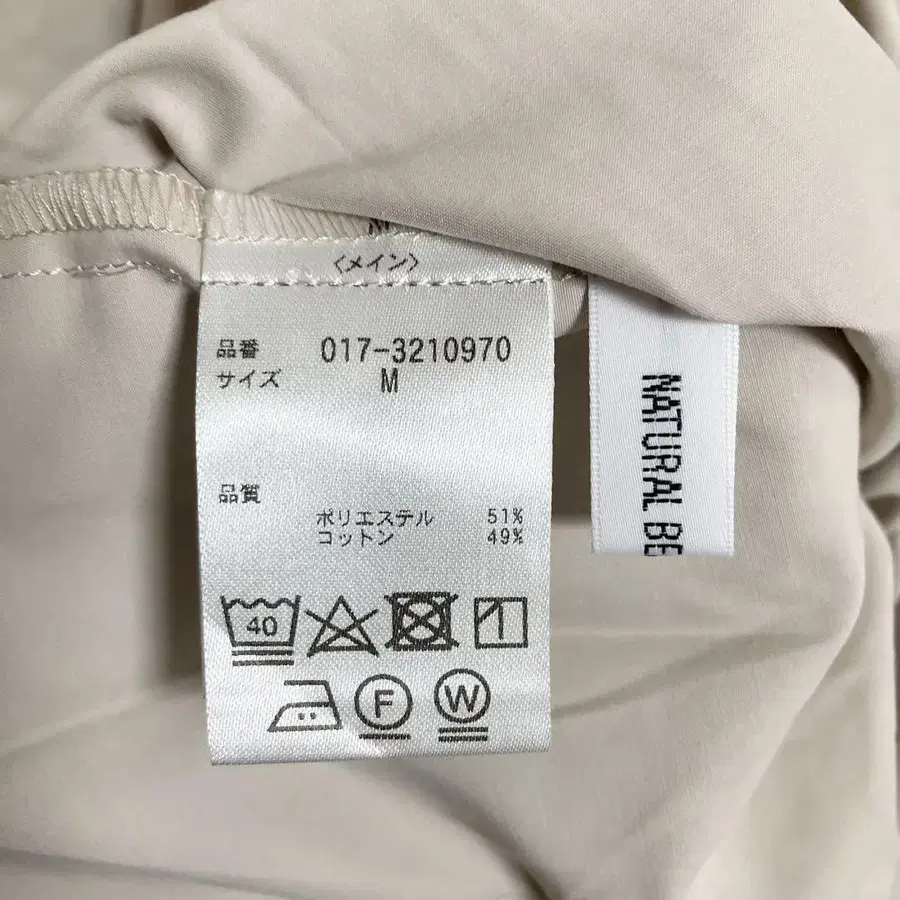 〈メイン〉
品番 017-3210970
サイズ M
品質
ポリエステル 51%
コットン 49%
40
F
W
NATURAL BE